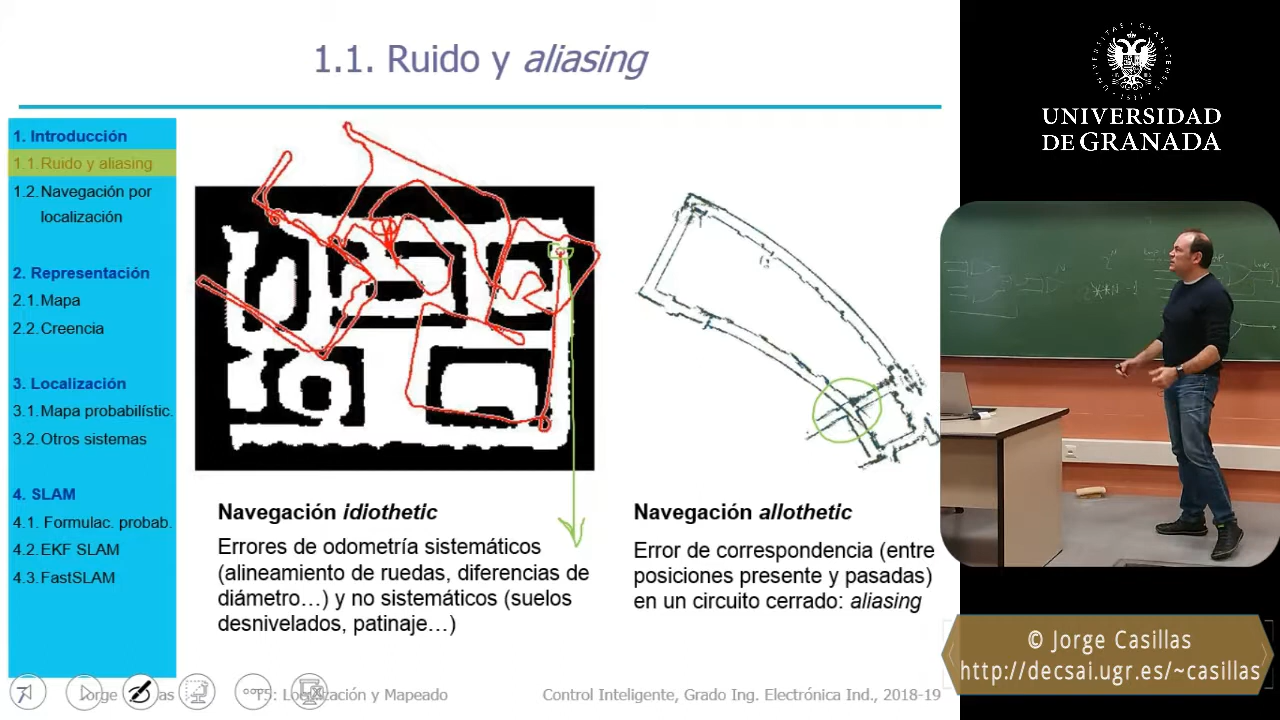 1.1. Ruido y aliasing
1. Introducción
1.1. Ruido y aliasing
1.2. Navegación por
localización
2. Representación
2.1. Mapa
2.2. Creencia
3. Localización
3.1. Mapa probabilístic.
3.2. Otros sistemas
4. SLAM
4.1. Formulac. probab.
4.2. EKF SLAM
4.3. FastSLAM
Navegación idiothetic
Errores de odometría sistemáticos
(alineamiento de ruedas, diferencias de
diámetro…) y no sistemáticos (suelos
desnivelados, patinaje…)
Navegación allothetic
Error de correspondencia (entre
posiciones presente y pasadas)
en un circuito cerrado: aliasing
T5: Localización y Mapeado
Control Inteligente, Grado Ing. Electrónica Ind., 2018-19
UNIVERSIDAD
DE GRANADA
© Jorge Casillas
http://decsai.ugr.es/~casillas